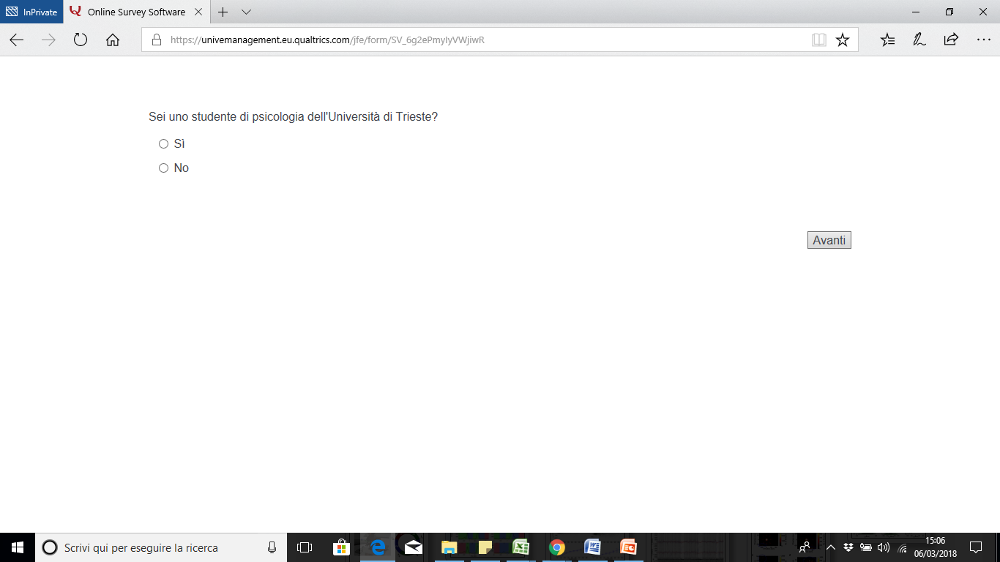 InPrivate
Online Survey Software
https://univemanagement.eu.qualtrics.com/jfe/form/SV_6g2ePmyIyVWjiwR
Sei uno studente di psicologia dell'Università di Trieste?
Sì
No
Avanti
Scrivi qui per eseguire la ricerca
15:06
06/03/2018